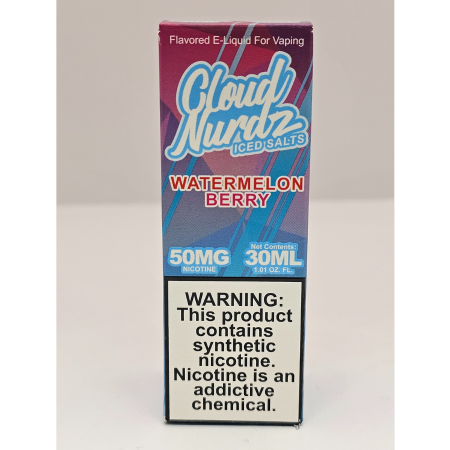 Flavored E-Liquid For Vaping
Cloud
Nurdz
ICED SALTS
WATERMELON
BERRY
50MG
NICOTINE
Net Contents:
30ML
1.01 OZ. FL.
WARNING:
This product
contains
synthetic
nicotine.
Nicotine is an
addictive
chemical.